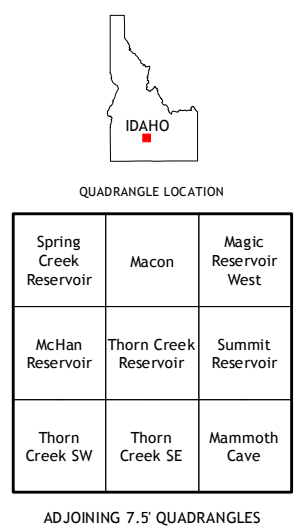 IDAHO
QUADRANGLE LOCATION
Spring
Creek
Reservoir
Macon
Magic
Reservoir
West
McHan
Reservoir
Thorn Creek
Reservoir
Summit
Reservoir
Thorn
Creek SW
Thorn
Creek SE
Mammoth
Cave
ADJOINING 7.5' QUADRANGLES